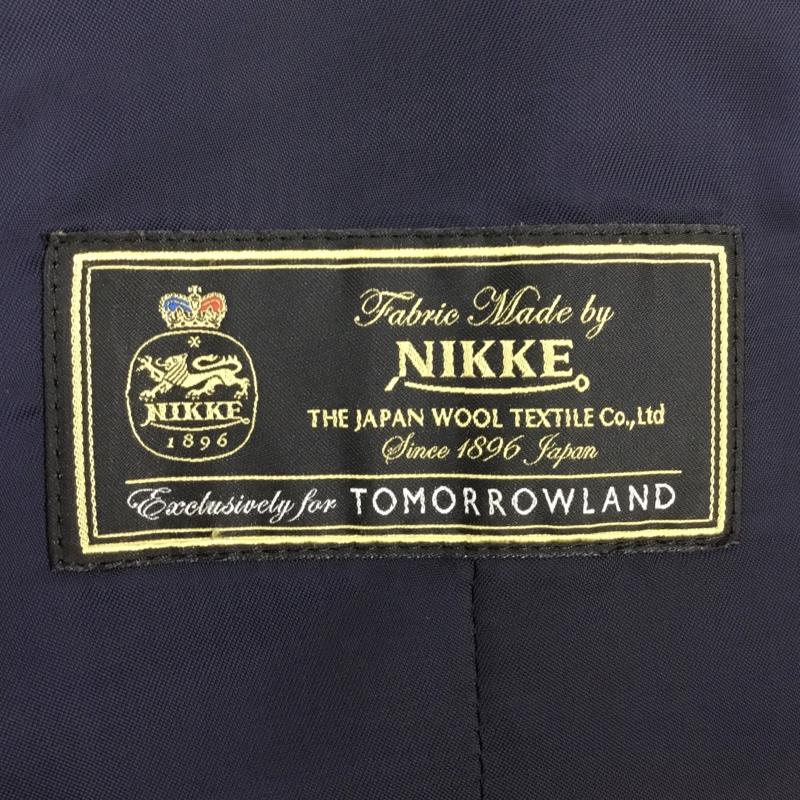 NIKKE
1896
Fabric Made by
NIKKE
THE JAPAN WOOL TEXTILE Co.,Ltd
Since 1896 Japan
Exclusively for TOMORROWLAND